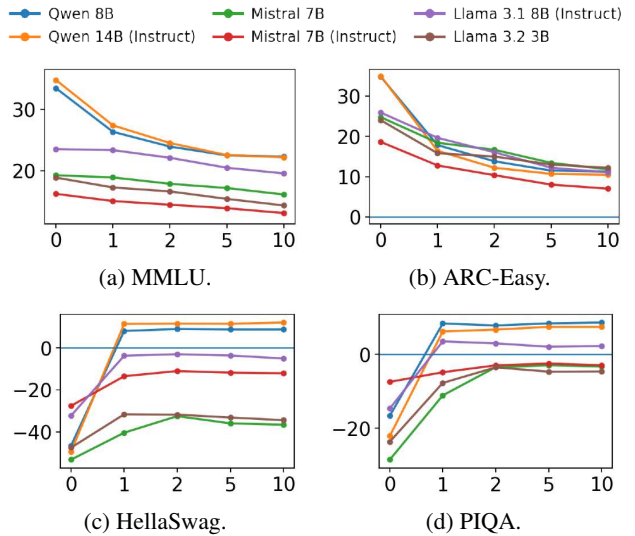 Qwen 8B Mistral 7B Llama 3.1 8B (Instruct)
Qwen 14B (Instruct) Mistral 7B (Instruct) Llama 3.2 3B
30
20
0 1 2 5 10
(a) MMLU.
30
20
10
0
0 1 2 5 10
(b) ARC-Easy.
0
−20
−40
0 1 2 5 10
(c) HellaSwag.
0
−20
0 1 2 5 10
(d) PIQA.